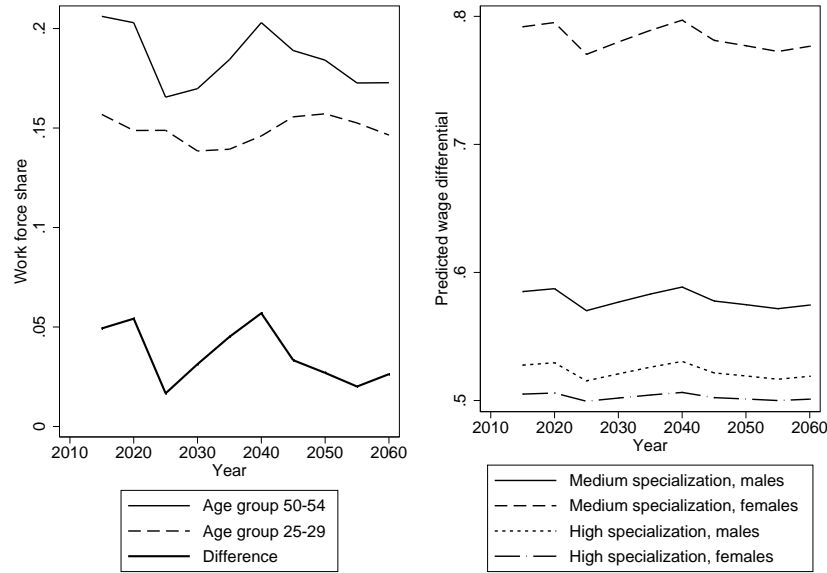 Work force share
.2
.15
.1
.05
0
2010 2020 2030 2040 2050 2060
Year
Age group 50-54
Age group 25-29
Difference
Predicted wage differential
.8
.7
.6
.5
2010 2020 2030 2040 2050 2060
Year
Medium specialization, males
Medium specialization, females
High specialization, males
High specialization, females